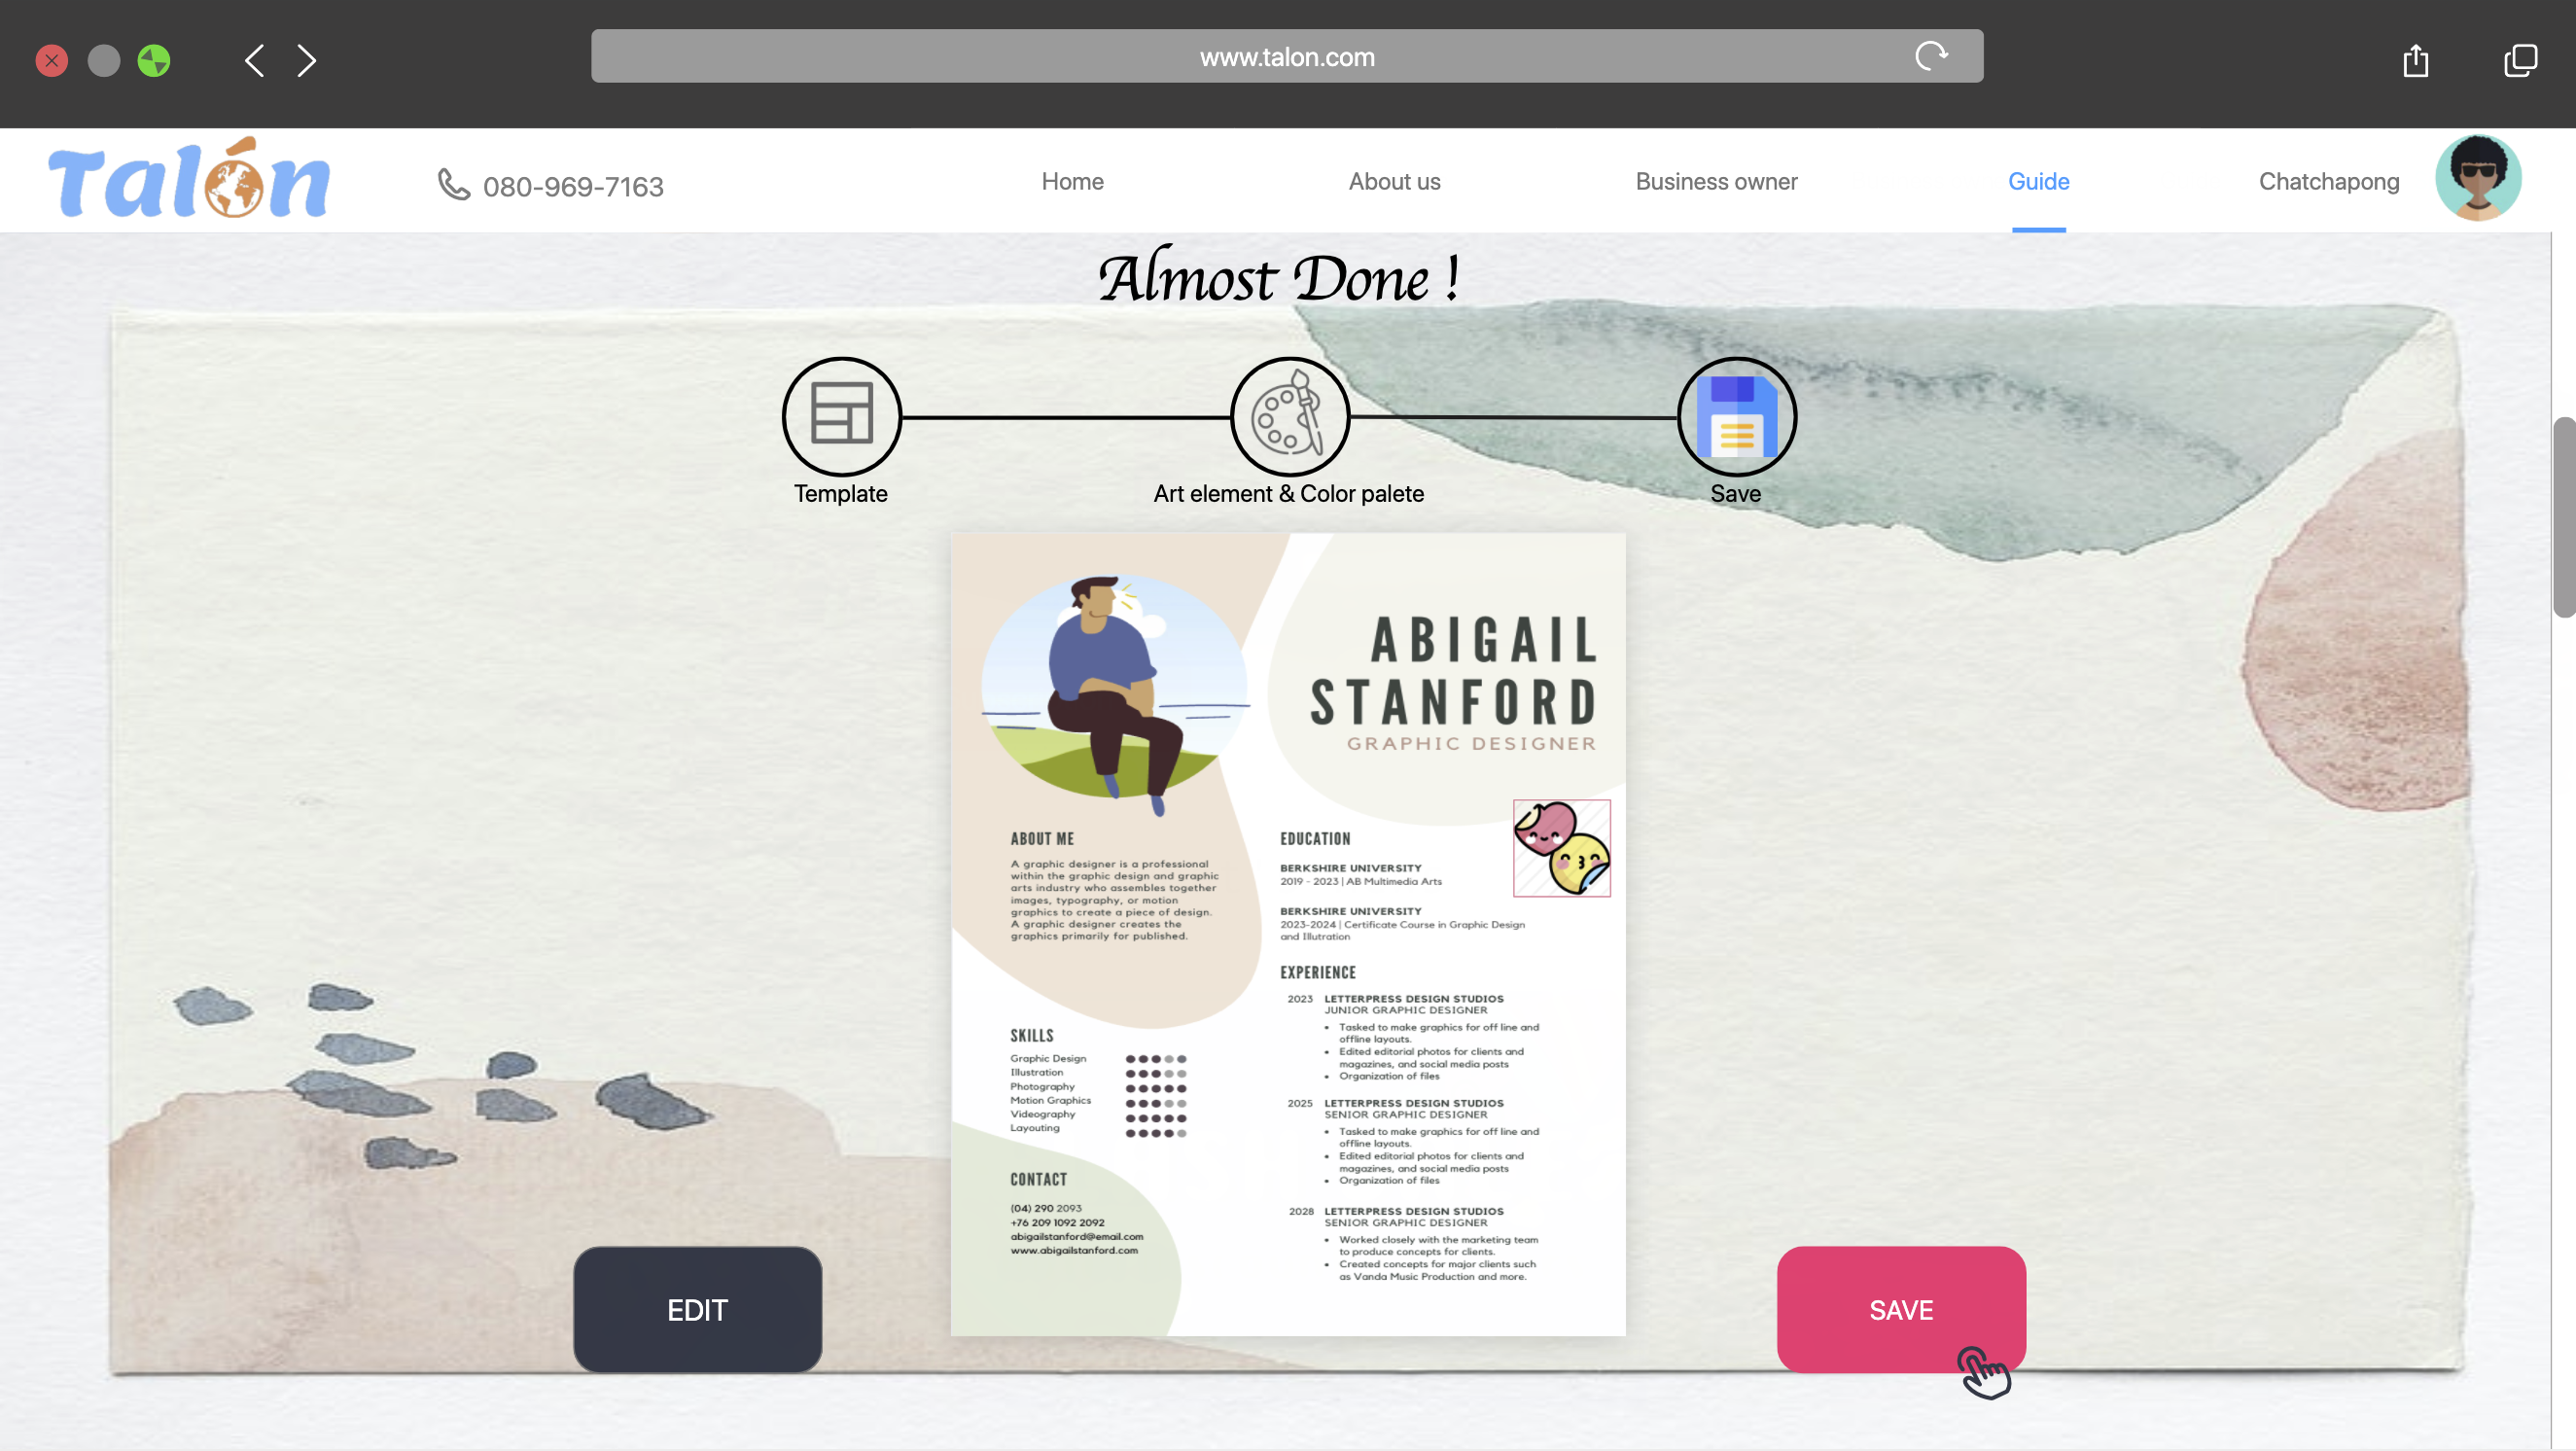 www.talon.com
Talón
080-969-7163
Home
About us
Business owner
Guide
Chatchapong
Almost Done !
Template
Art element & Color palete
Save
ABIGAIL
STANFORD
GRAPHIC DESIGNER
ABOUT ME
A graphic designer is a professional
within the graphic design and graphic
arts industry who assembles together
images, typography, or motion
graphics to create a piece of design.
A graphic designer creates the
graphics primarily for published.
SKILLS
Graphic Design
Illustration
Photography
Motion Graphics
Videography
Layouting
CONTACT
(04) 290 2093
+76 209 1092 2092
abigailstanford@email.com
www.abigailstanford.com
EDUCATION
BERKSHIRE UNIVERSITY
2019 - 2023 | AB Multimedia Arts
BERKSHIRE UNIVERSITY
2023-2024 | Certificate Course in Graphic Design
and Illutration
EXPERIENCE
2023 LETTERPRESS DESIGN STUDIOS
JUNIOR GRAPHIC DESIGNER
• Tasked to make graphics for off line and
offline layouts.
• Edited editorial photos for clients and
magazines, and social media posts
• Organization of files
2025 LETTERPRESS DESIGN STUDIOS
SENIOR GRAPHIC DESIGNER
• Tasked to make graphics for off line and
offline layouts.
• Edited editorial photos for clients and
magazines, and social media posts
• Organization of files
2028 LETTERPRESS DESIGN STUDIOS
SENIOR GRAPHIC DESIGNER
• Worked closely with the marketing team
to produce concepts for clients.
• Created concepts for major clients such
as Vanda Music Production and more.
EDIT
SAVE